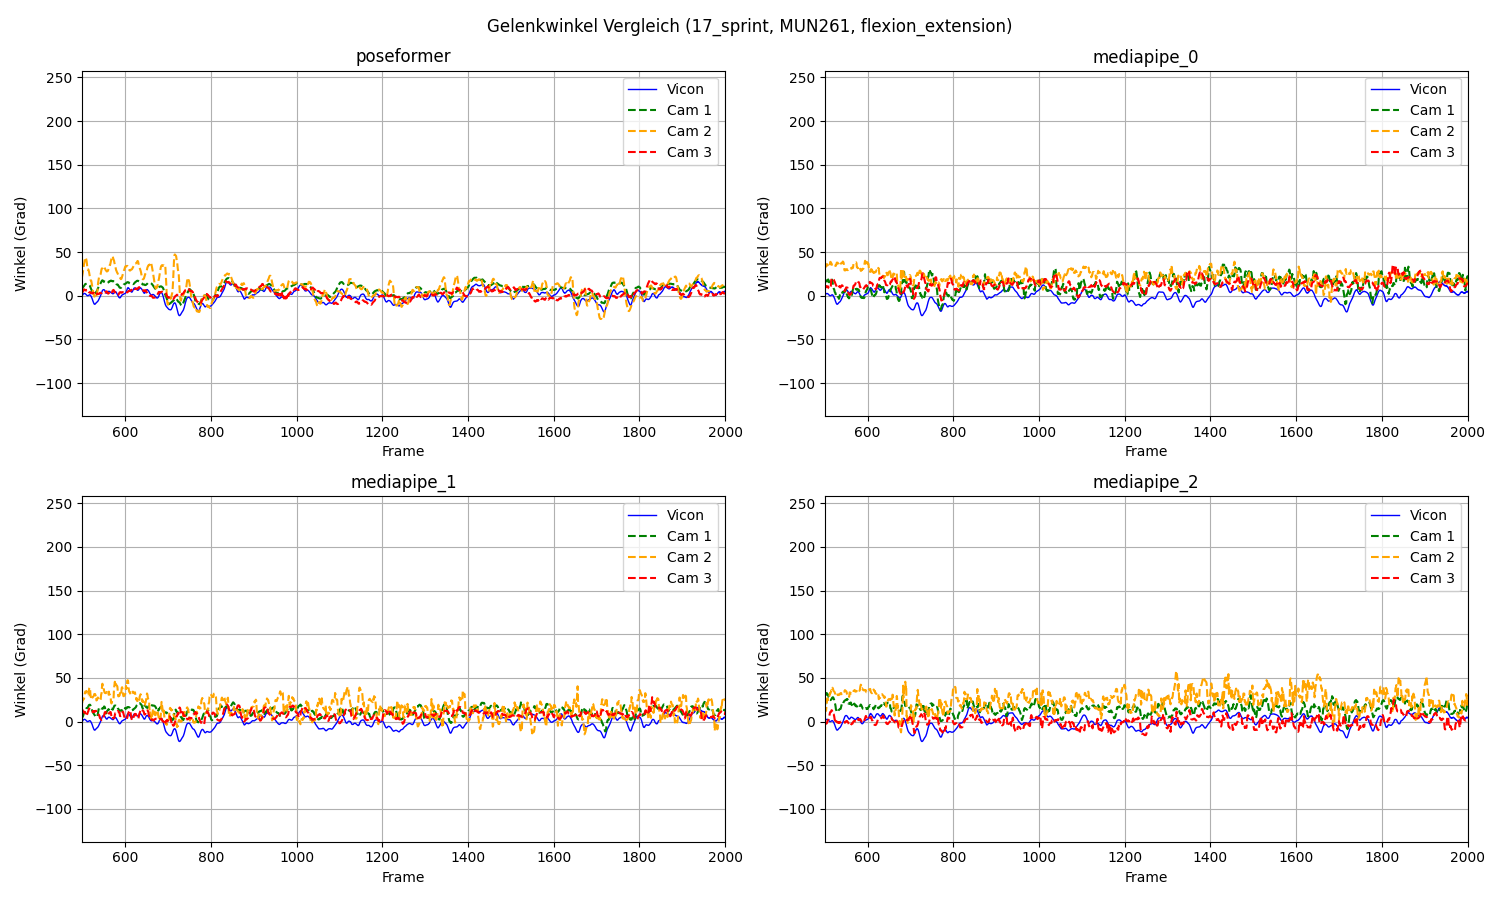 Gelenkwinkel Vergleich (17_sprint, MUN261, flexion_extension)
poseformer
Winkel (Grad)
250
200
150
100
50
0
−50
−100
Vicon
Cam 1
Cam 2
Cam 3
600 800 1000 1200 1400 1600 1800 2000
Frame
mediapipe_0
Winkel (Grad)
250
200
150
100
50
0
−50
−100
Vicon
Cam 1
Cam 2
Cam 3
600 800 1000 1200 1400 1600 1800 2000
Frame
mediapipe_1
Winkel (Grad)
250
200
150
100
50
0
−50
−100
Vicon
Cam 1
Cam 2
Cam 3
600 800 1000 1200 1400 1600 1800 2000
Frame
mediapipe_2
Winkel (Grad)
250
200
150
100
50
0
−50
−100
Vicon
Cam 1
Cam 2
Cam 3
600 800 1000 1200 1400 1600 1800 2000
Frame